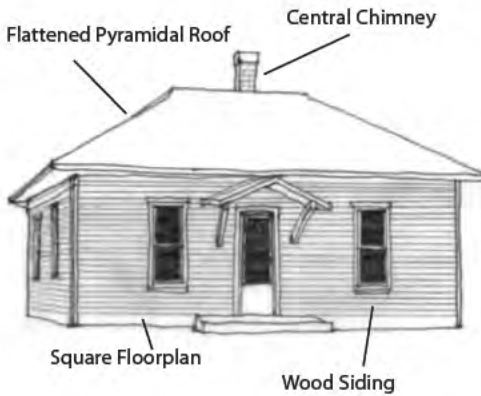 Central Chimney
Flattened Pyramidal Roof
Square Floorplan
Wood Siding